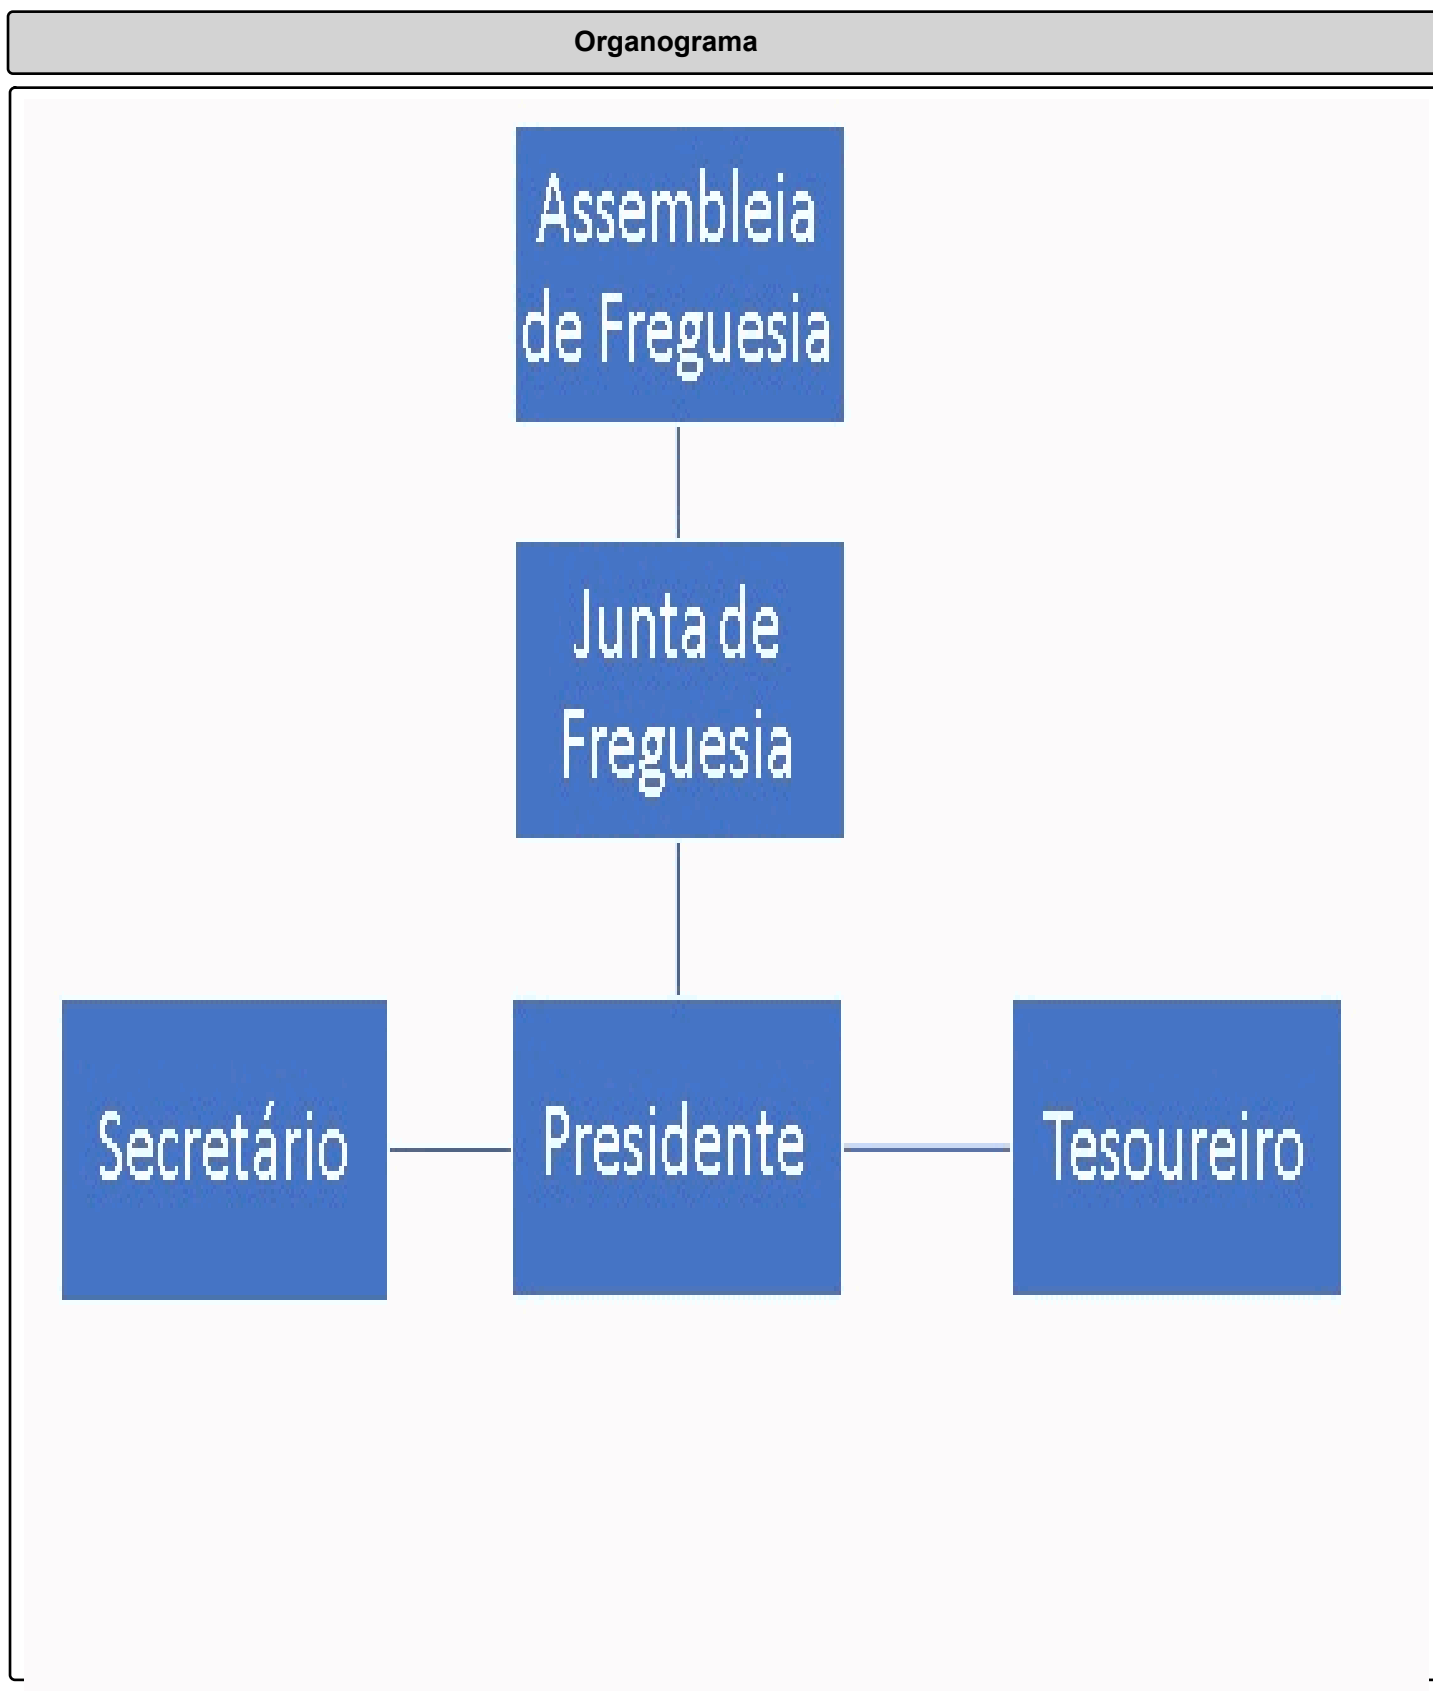 Organograma
Assembleia
de Freguesia
Junta de
Freguesia
Secretário
Presidente
Tesoureiro